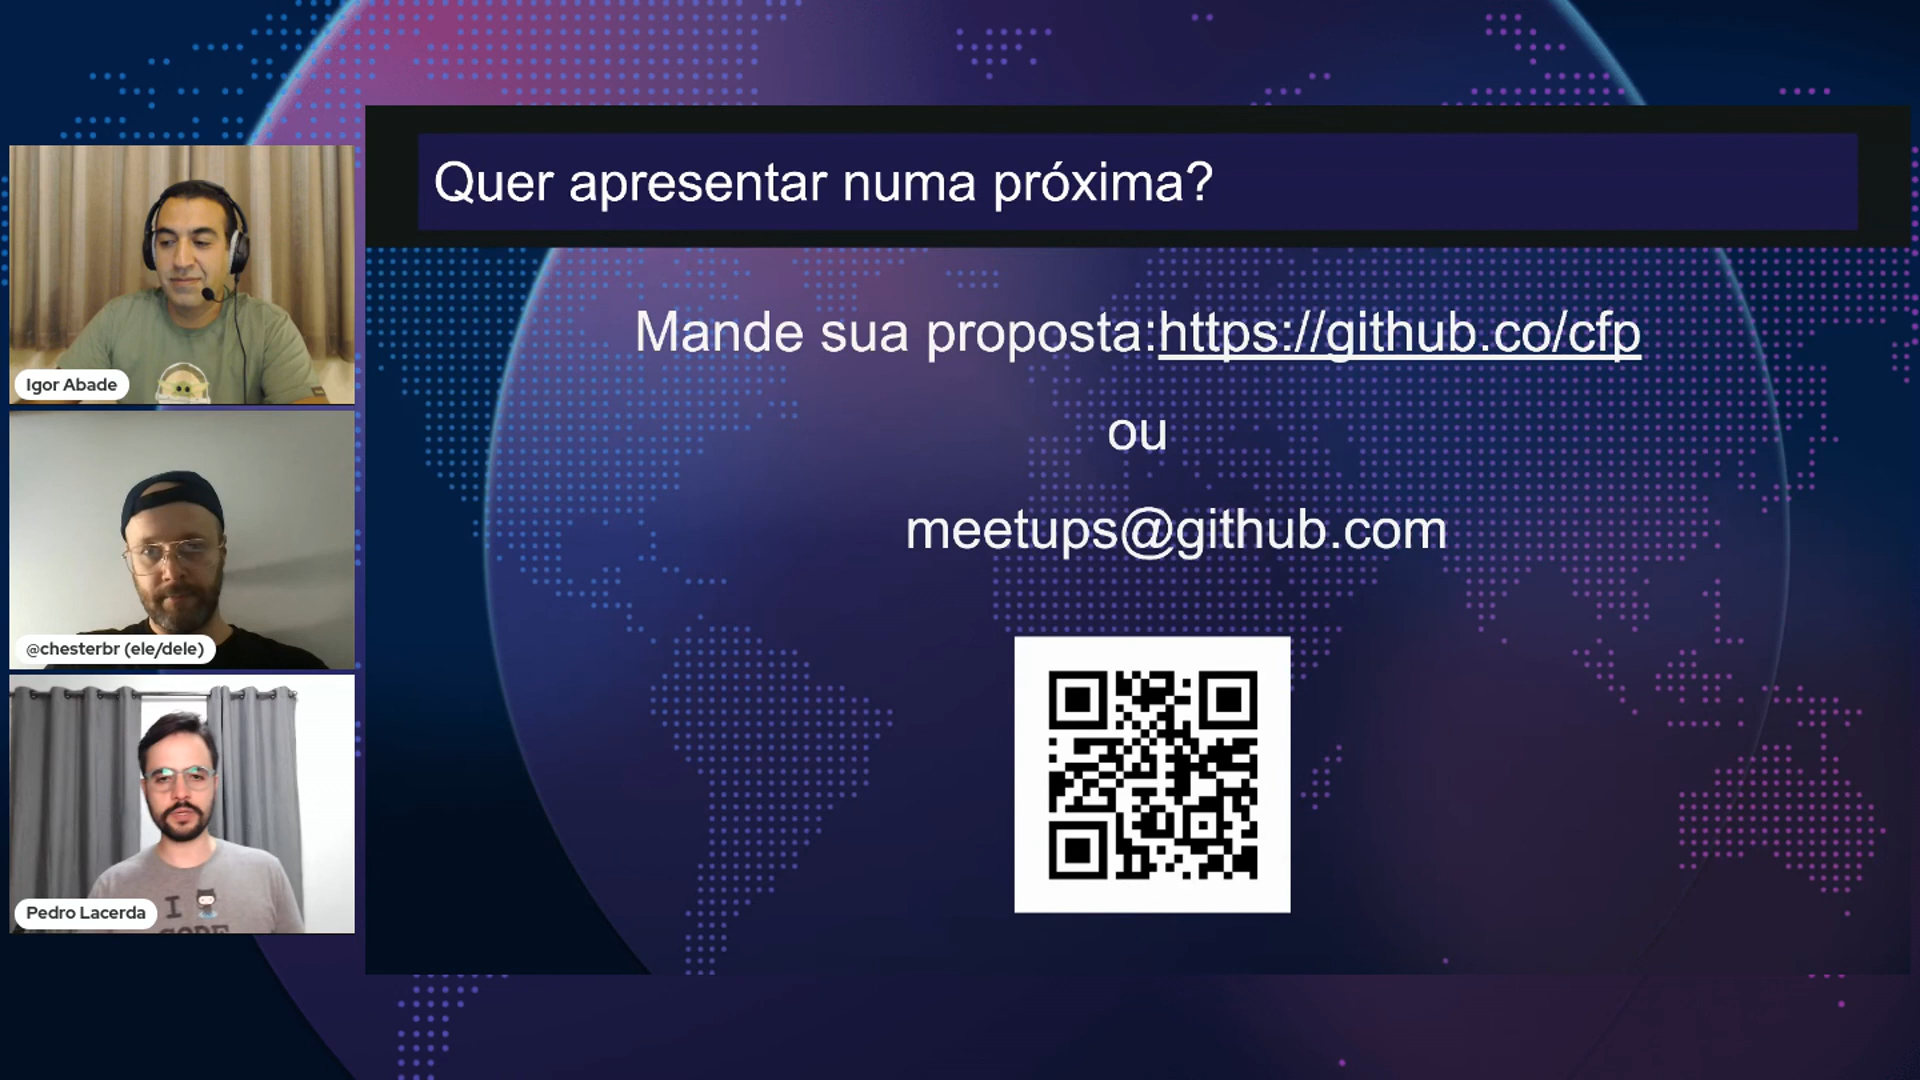 Quer apresentar numa próxima?
Mande sua proposta:https://github.co/cfp
ou
meetups@github.com
Igor Abade
@chesterbr (ele/dele)
Pedro Lacerda
I
CODE